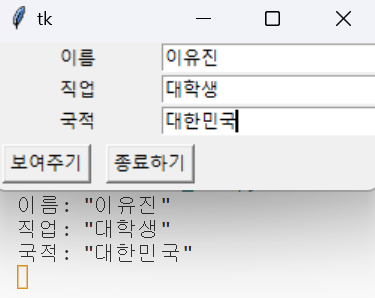 tk
이름 이유진
직업 대학생
국적 대한민국
보여주기 종료하기
이름: "이유진"
직업: "대학생"
국적: "대한민국"